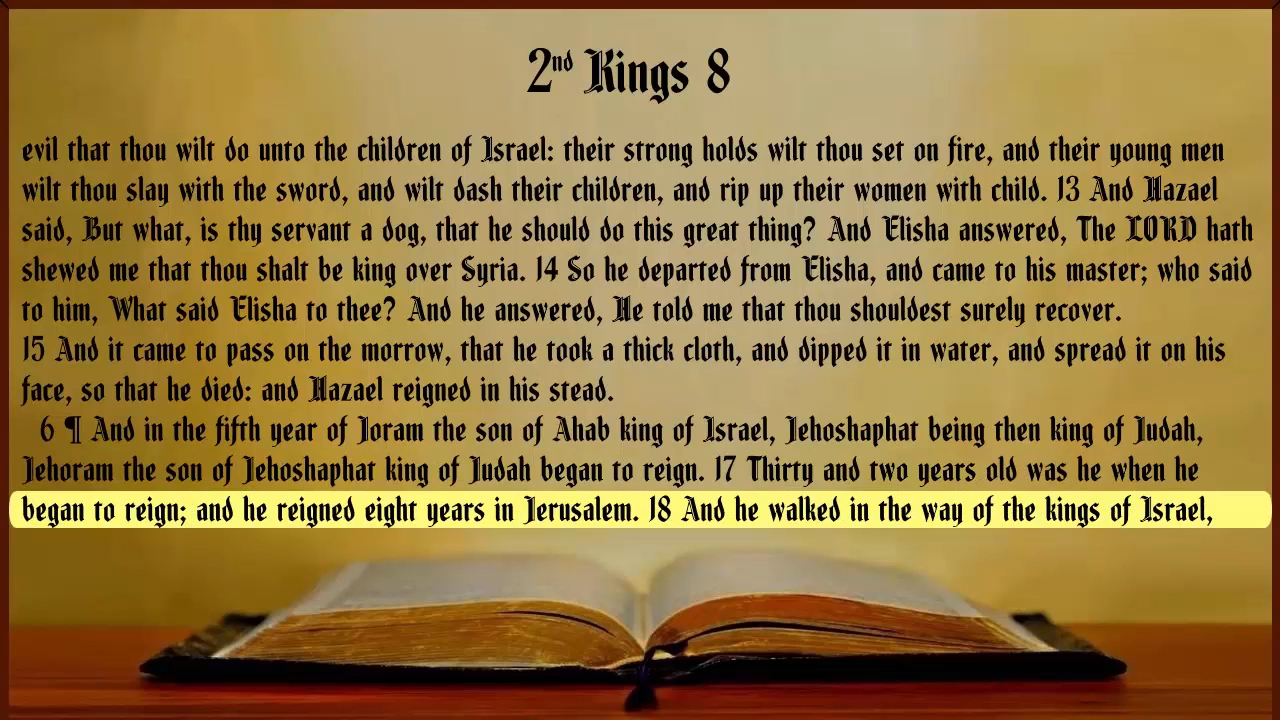 2nd Kings 8
evil that thou wilt do unto the children of Israel: their strong holds wilt thou set on fire, and their young men
wilt thou slay with the sword, and wilt dash their children, and rip up their women with child. 13 And Hazael
said, But what, is thy servant a dog, that he should do this great thing? And Elisha answered, The LORD hath
shewed me that thou shalt be king over Syria. 14 So he departed from Elisha, and came to his master; who said
to him, What said Elisha to thee? And he answered, He told me that thou shouldest surely recover.
15 And it came to pass on the morrow, that he took a thick cloth, and dipped it in water, and spread it on his
face, so that he died: and Hazael reigned in his stead.
6 ¶ And in the fifth year of Joram the son of Ahab king of Israel, Jehoshaphat being then king of Judah,
Jehoram the son of Jehoshaphat king of Judah began to reign. 17 Thirty and two years old was he when he
began to reign; and he reigned eight years in Jerusalem. 18 And he walked in the way of the kings of Israel,